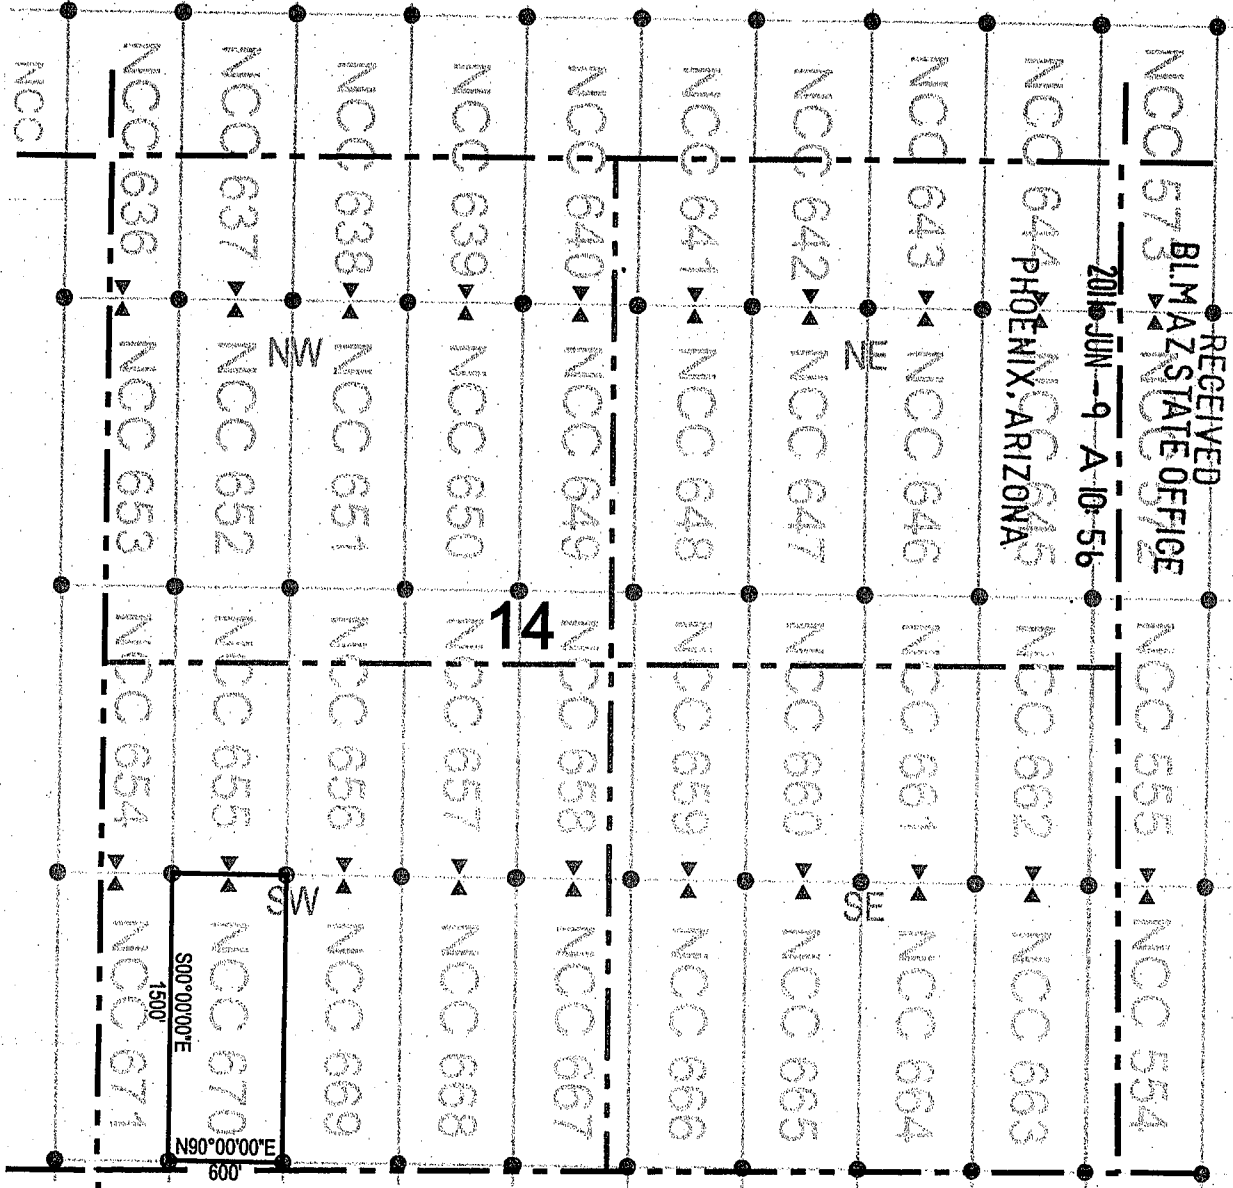 NCC
NCC 636
NCC 637
NCC 638
NCC 639
NCC 640
NCC 641
NCC 642
NCC 643
NCC 644
NCC 573
RECEIVED
BLM AZ STATE OFFICE
2011 JUN -9 A 10:56
PHOENIX, ARIZONA
NW
NE
NCC 653
NCC 652
NCC 651
NCC 650
NCC 649
NCC 648
NCC 647
NCC 646
NCC 645
NCC 572
14
NCC 654
NCC 655
NCC 656
NCC 657
NCC 658
NCC 659
NCC 660
NCC 661
NCC 662
NCC 555
SW
SE
NCC 671
NCC 670
NCC 669
NCC 668
NCC 667
NCC 666
NCC 665
NCC 664
NCC 663
NCC 554
S00°00'00"E
1500'
N90°00'00"E
600'